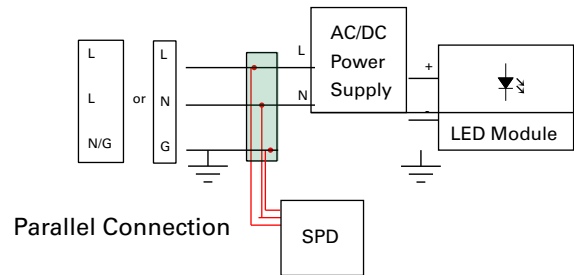 L
L
N/G
or
L
N
G
L
N
AC/DC
Power
Supply
+
-
LED Module
Parallel Connection
SPD